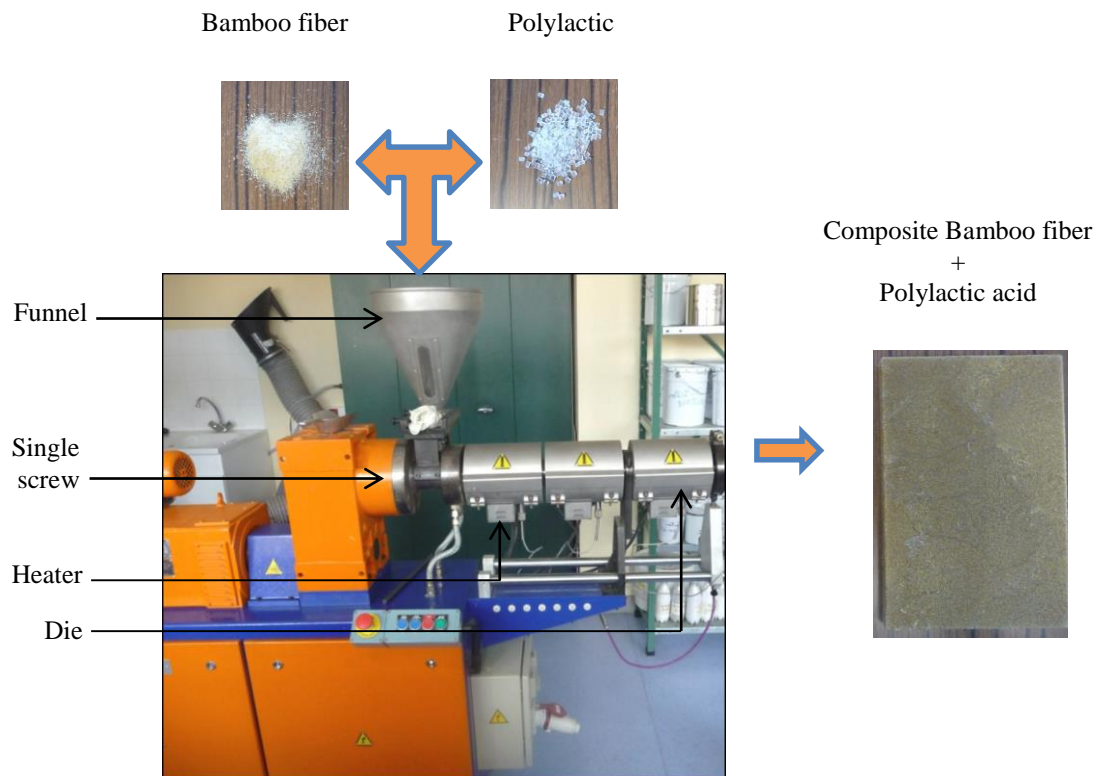 Bamboo fiber
Polylactic
Composite Bamboo fiber
+
Polylactic acid
Funnel
Single
screw
Heater
Die